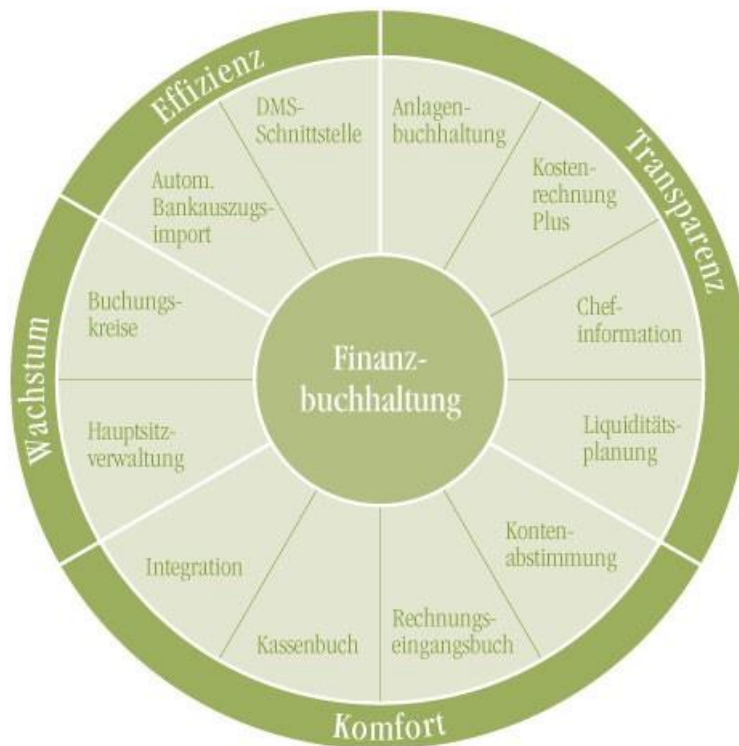 Effizienz
DMS-
Schnittstelle
Anlagen-
buchhaltung
Transparenz
Autom.
Bankauszugs-
import
Kosten-
rechnung
Plus
Buchungs-
kreise
Chef-
information
Finanz-
buchhaltung
Wachstum
Hauptsitz-
verwaltung
Liquiditäts-
planung
Konten-
abstimmung
Integration
Kassenbuch
Rechnungs-
eingangsbuch
Komfort